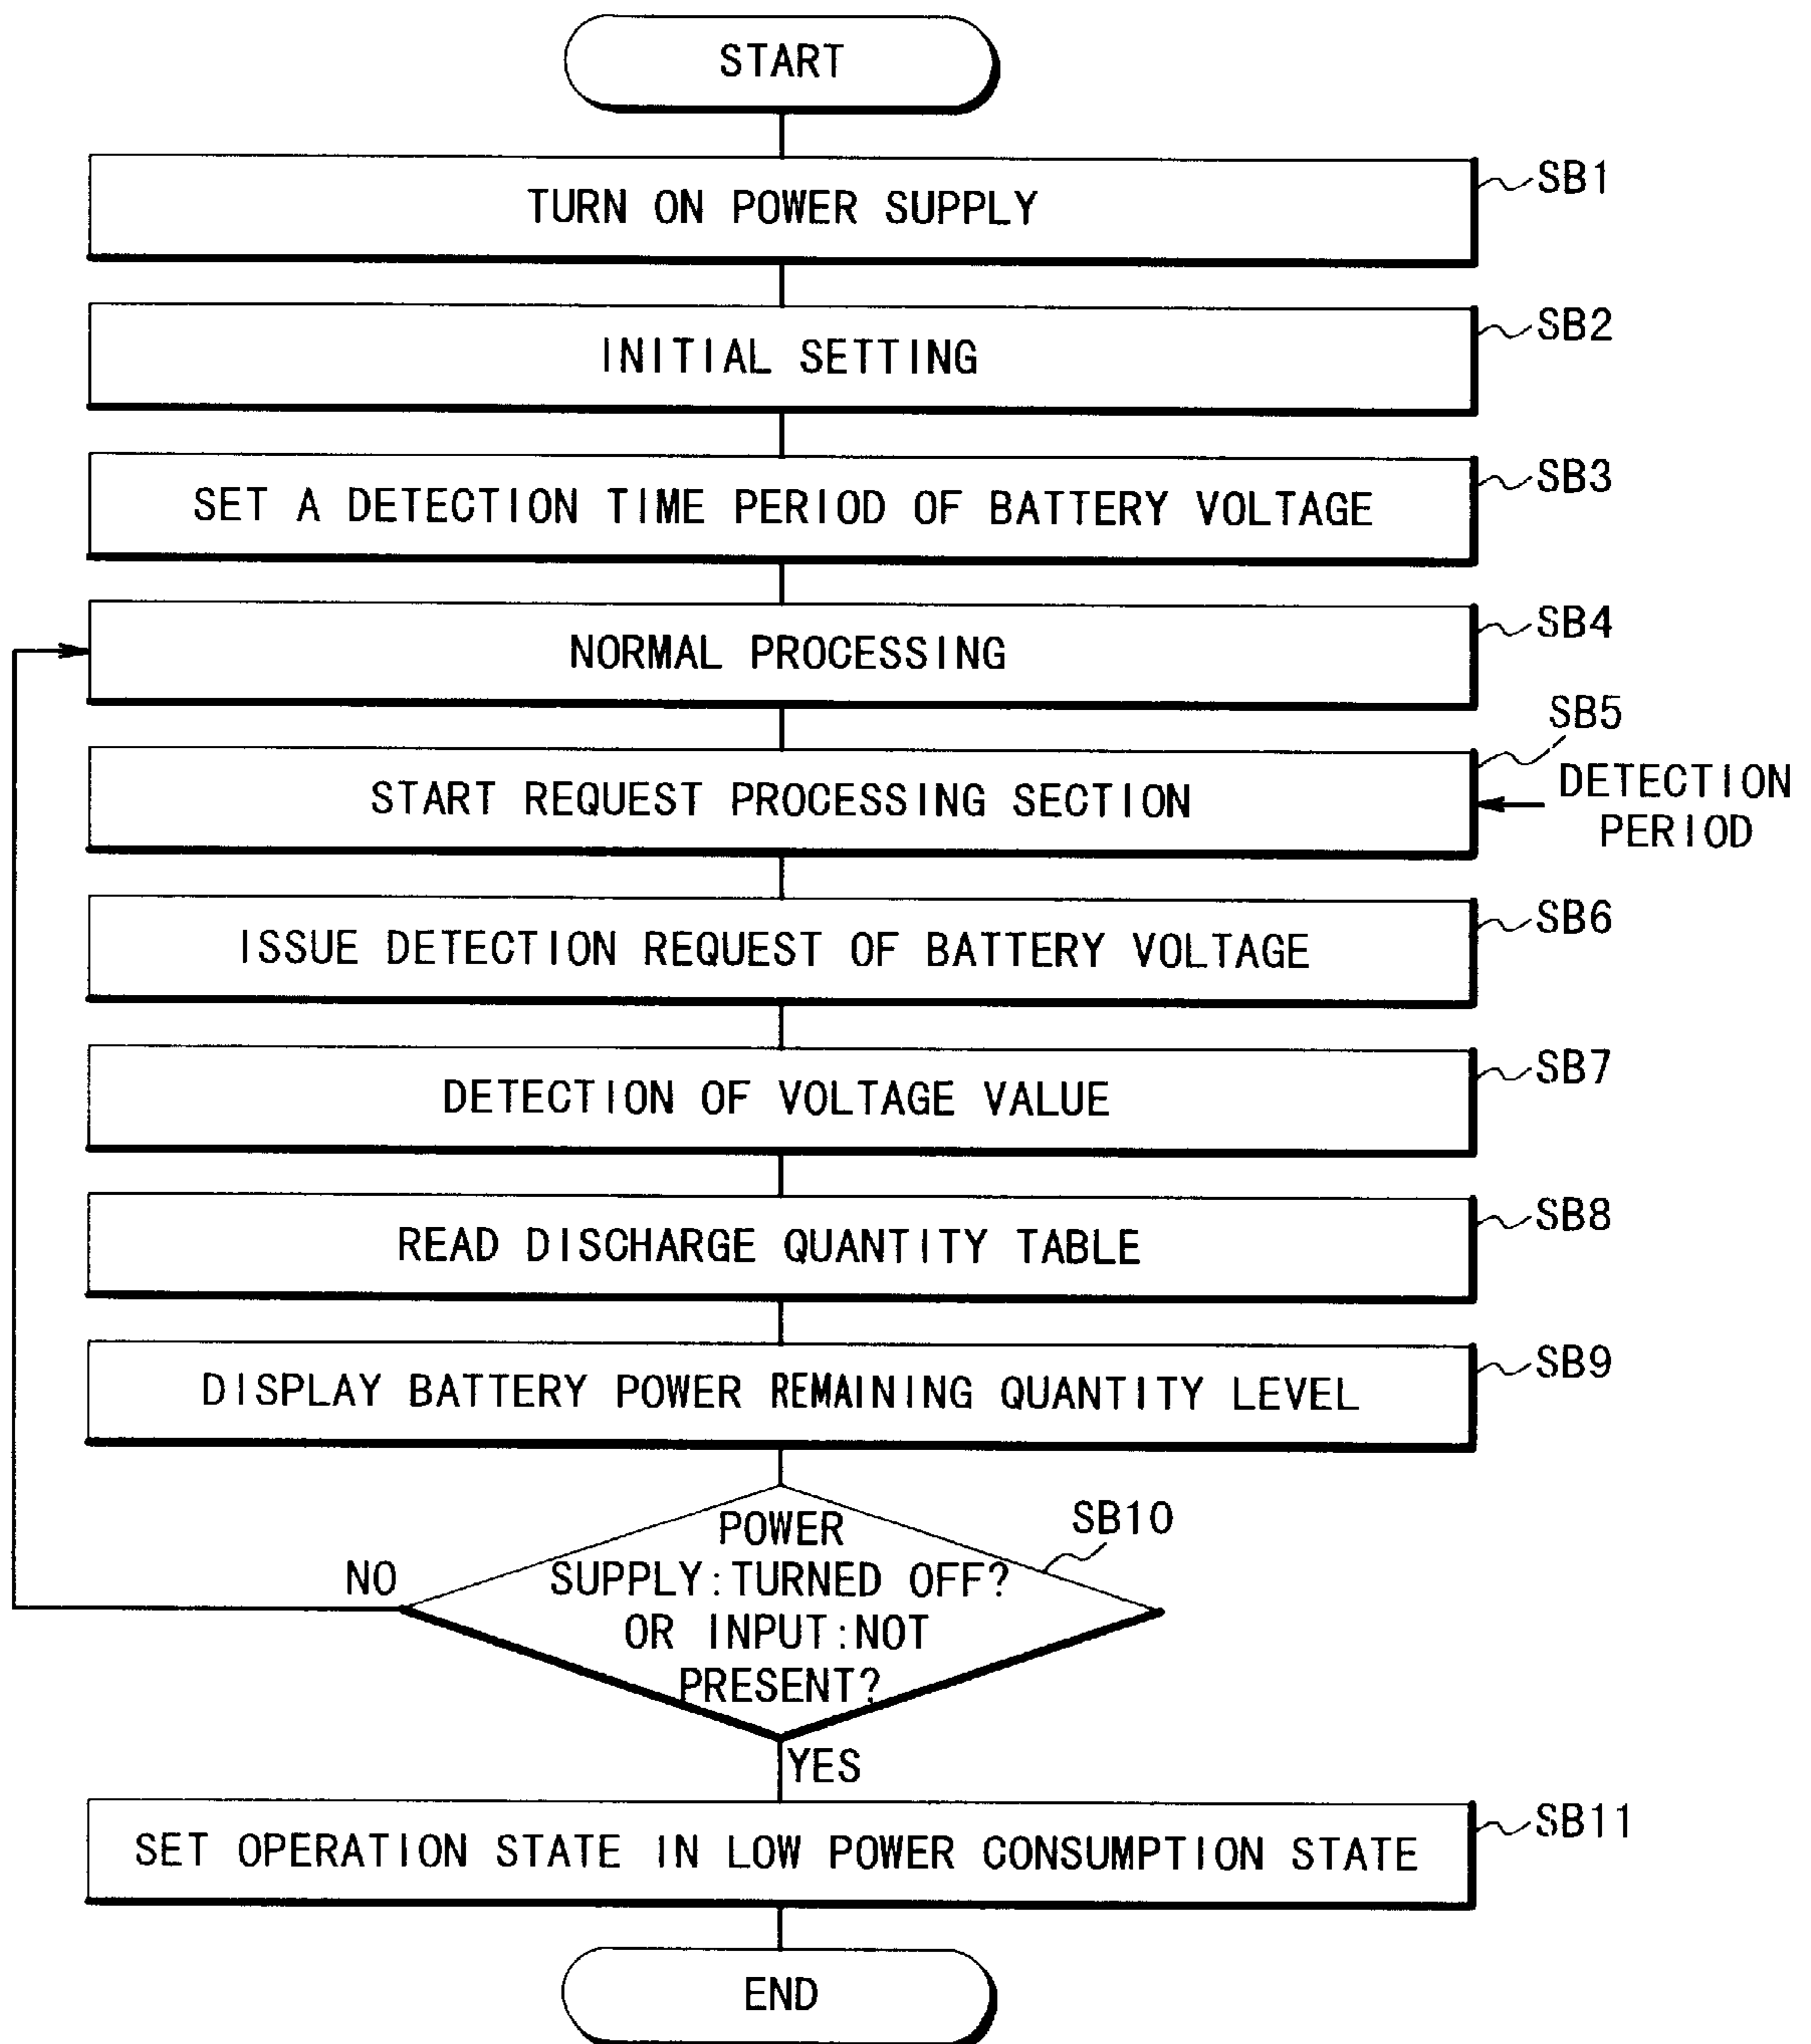 START
TURN ON POWER SUPPLY
SB1
INITIAL SETTING
SB2
SET A DETECTION TIME PERIOD OF BATTERY VOLTAGE
SB3
NORMAL PROCESSING
SB4
START REQUEST PROCESSING SECTION
SB5
DETECTION
PERIOD
ISSUE DETECTION REQUEST OF BATTERY VOLTAGE
SB6
DETECTION OF VOLTAGE VALUE
SB7
READ DISCHARGE QUANTITY TABLE
SB8
DISPLAY BATTERY POWER REMAINING QUANTITY LEVEL
SB9
POWER
SUPPLY:TURNED OFF?
OR INPUT:NOT
PRESENT?
SB10
NO
YES
SET OPERATION STATE IN LOW POWER CONSUMPTION STATE
SB11
END